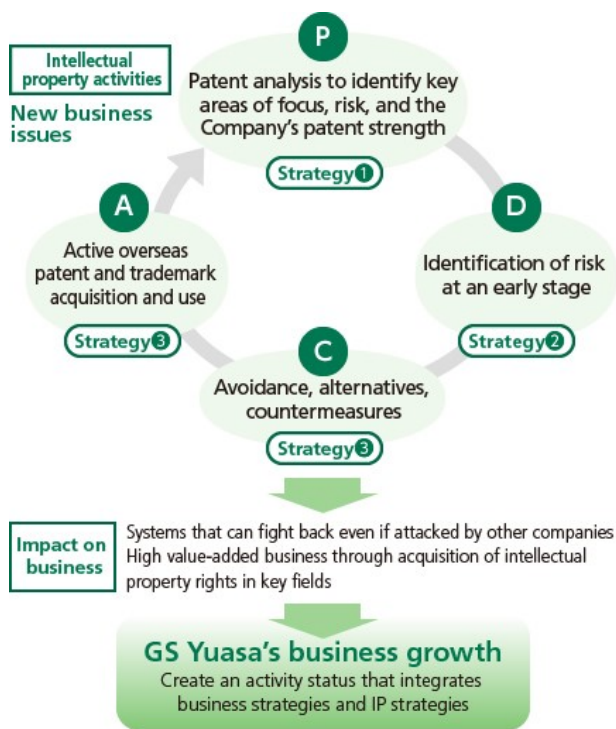 Intellectual
property activities
New business
issues
P
Patent analysis to identify key
areas of focus, risk, and the
Company’s patent strength
Strategy❶
D
Identification of risk
at an early stage
Strategy❷
C
Avoidance, alternatives,
countermeasures
Strategy❸
A
Active overseas
patent and trademark
acquisition and use
Strategy❸
Impact on
business
Systems that can fight back even if attacked by other companies
High value-added business through acquisition of intellectual
property rights in key fields
GS Yuasa’s business growth
Create an activity status that integrates
business strategies and IP strategies